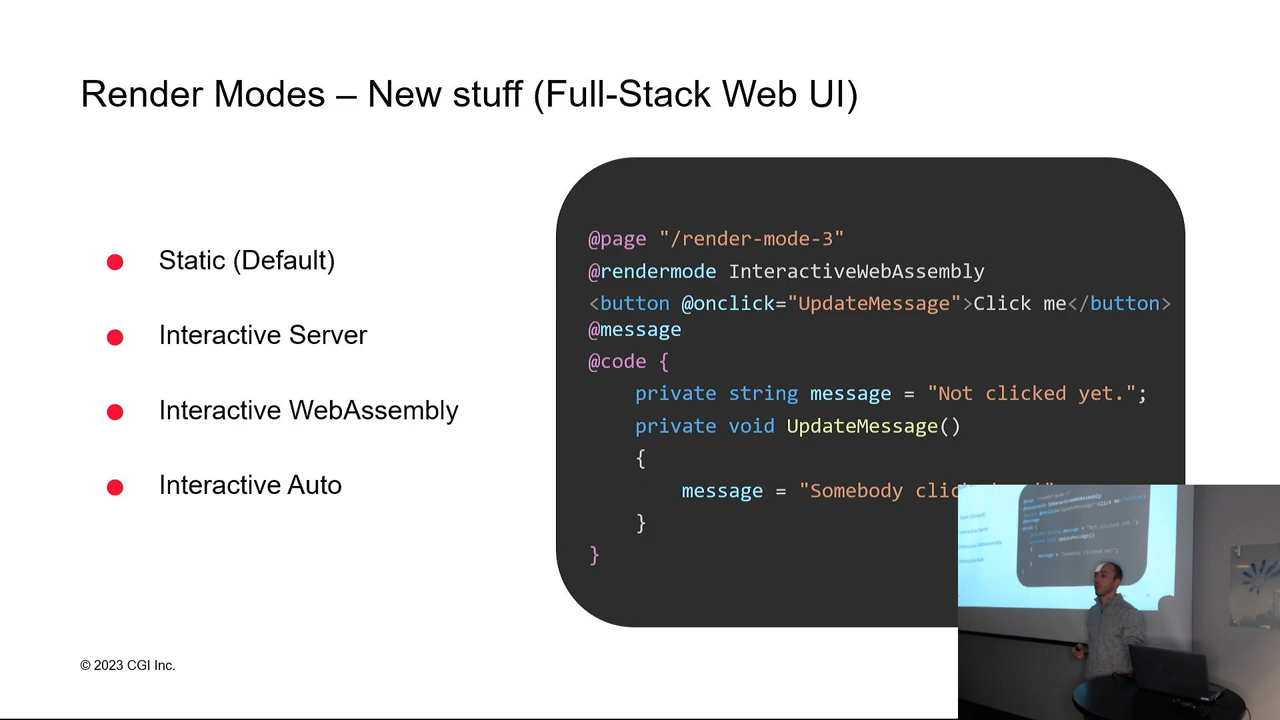 Render Modes – New stuff (Full-Stack Web UI)
Static (Default)
Interactive Server
Interactive WebAssembly
Interactive Auto
@page "/render-mode-3"
@rendermode InteractiveWebAssembly
<button @onclick="UpdateMessage">Click me</button>
@message
@code {
private string message = "Not clicked yet.";
private void UpdateMessage()
{
message = "Somebody
}
}
© 2023 CGI Inc.